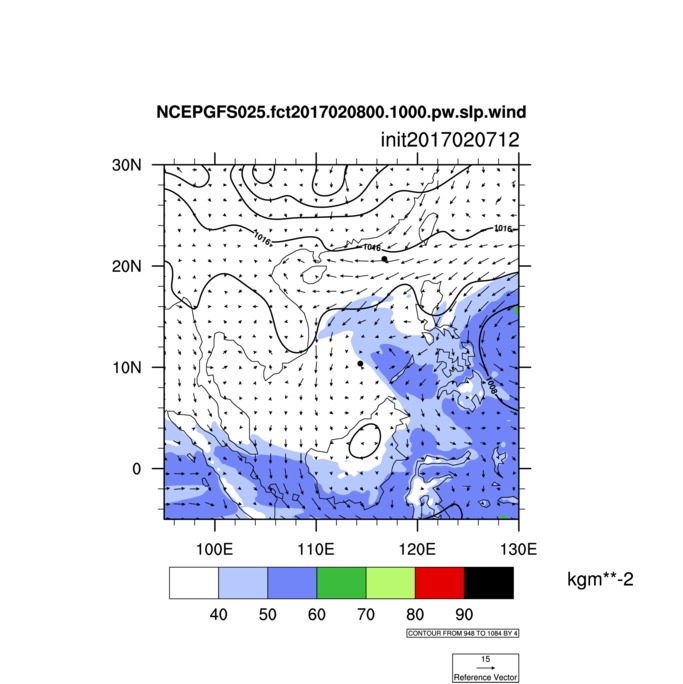 NCEPGFS025.fct2017020800.1000.pw.slp.wind
init2017020712
30N
20N
10N
0
1016
1016
1016
1008
100E 110E 120E 130E
kgm**-2
40 50 60 70 80 90
CONTOUR FROM 948 TO 1084 BY 4
15
Reference Vector